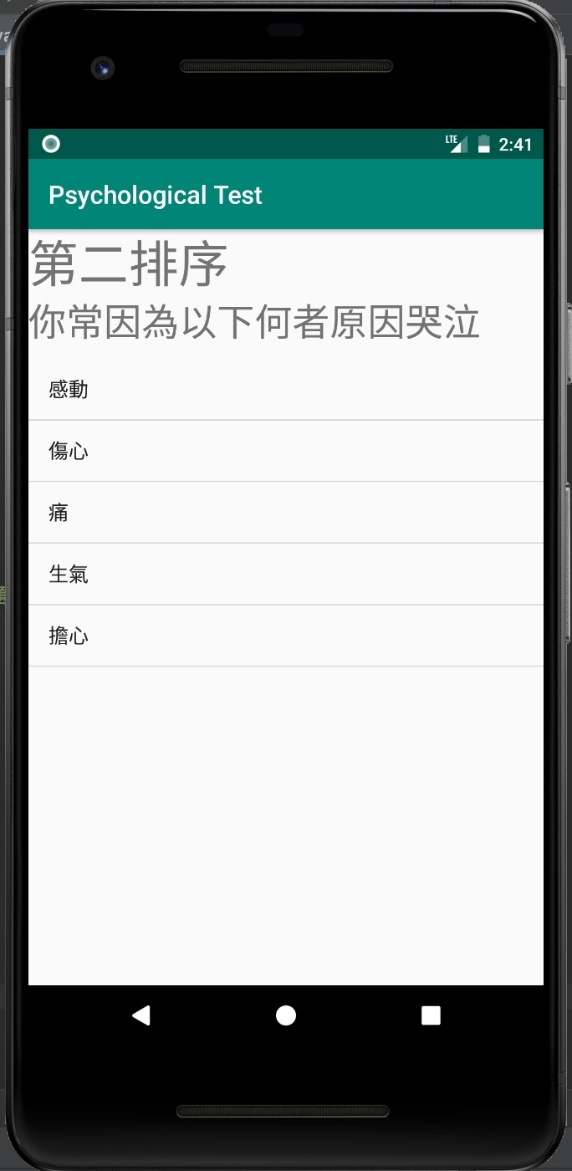 LTE 2:41
Psychological Test
第二排序
你常因為以下何者原因哭泣
感動
傷心
痛
生氣
擔心